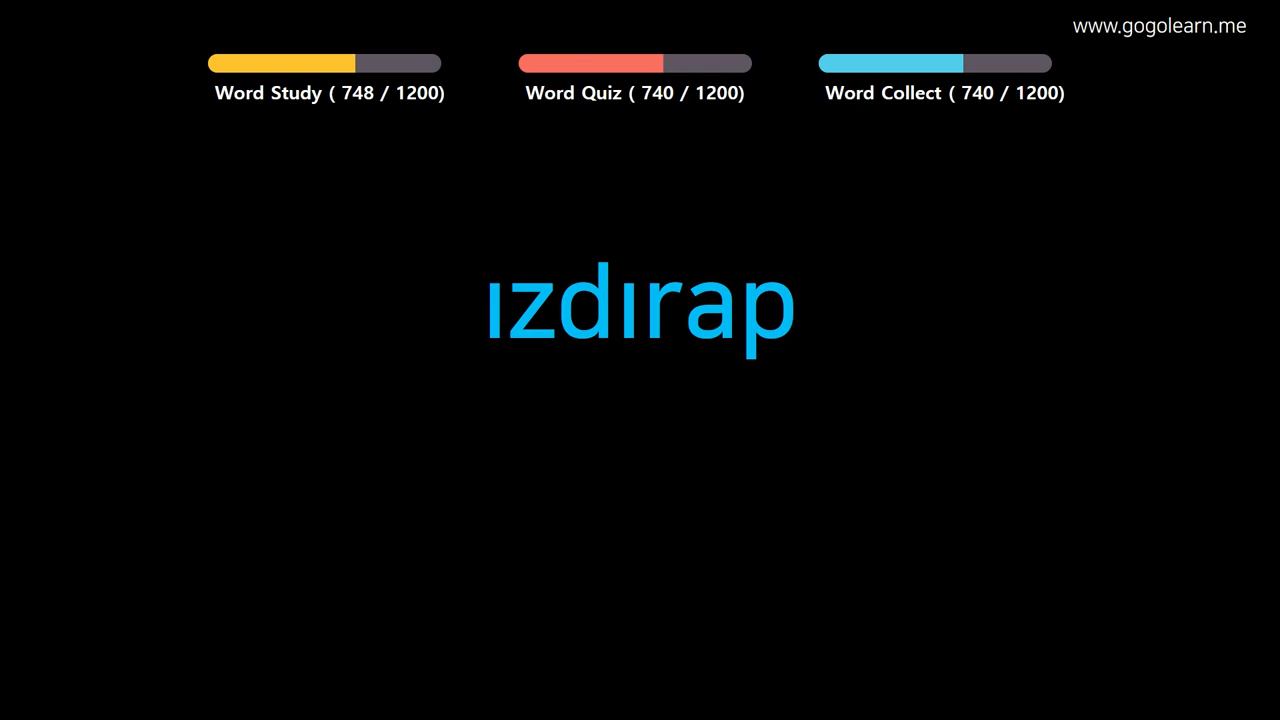 www.gogolearn.me
Word Study ( 748 / 1200)
Word Quiz ( 740 / 1200)
Word Collect ( 740 / 1200)
ızdırap